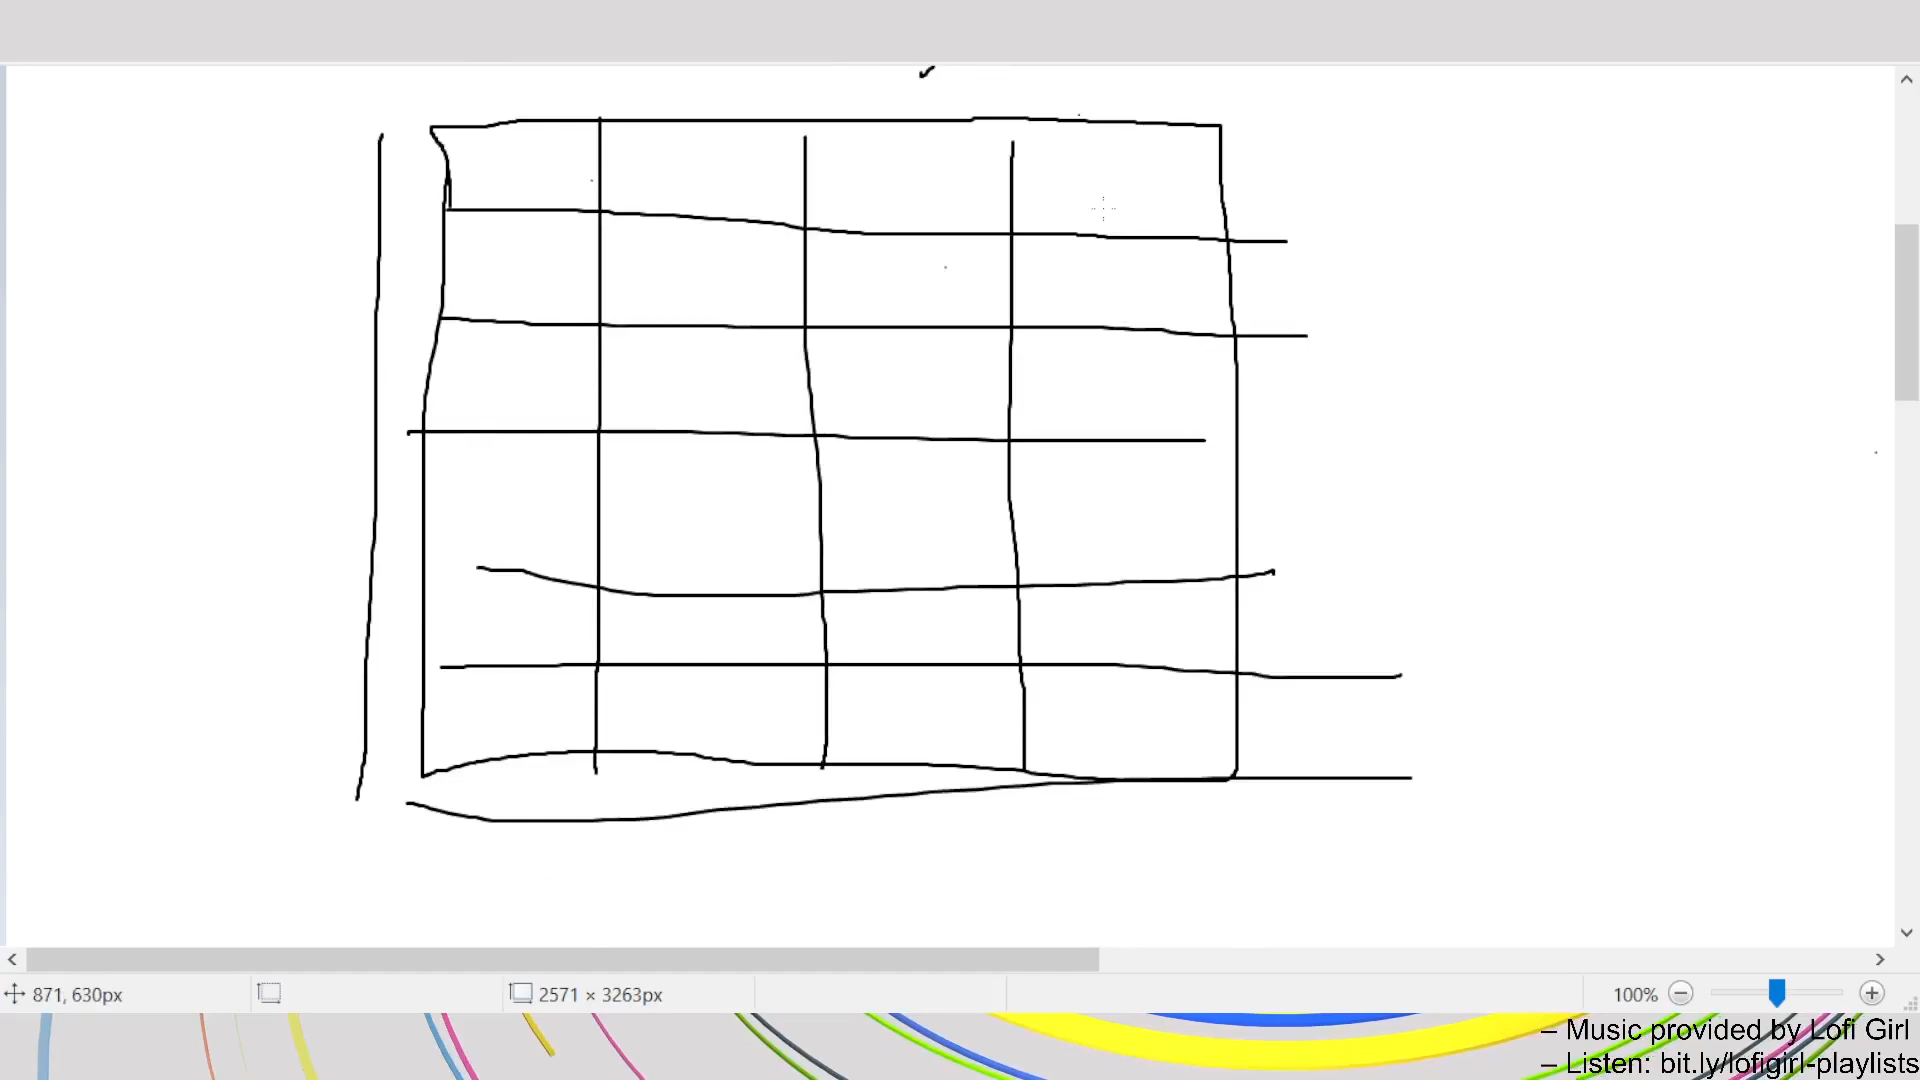 871, 630px
2571 × 3263px
100%
– Music provided by Lofi Girl
– Listen: bit.ly/lofigirl-playlists